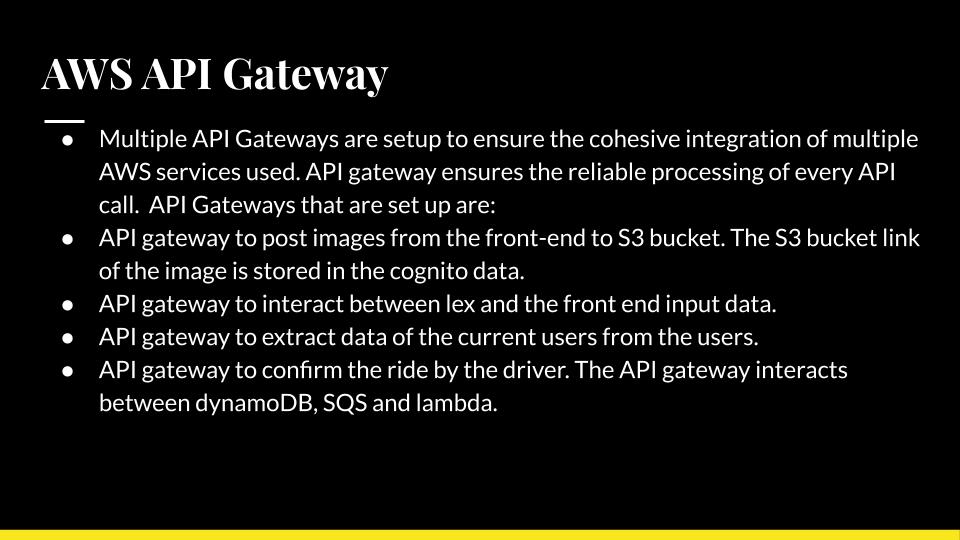 AWS API Gateway
● Multiple API Gateways are setup to ensure the cohesive integration of multiple
AWS services used. API gateway ensures the reliable processing of every API
call.  API Gateways that are set up are:
● API gateway to post images from the front-end to S3 bucket. The S3 bucket link
of the image is stored in the cognito data.
● API gateway to interact between lex and the front end input data.
● API gateway to extract data of the current users from the users.
● API gateway to confirm the ride by the driver. The API gateway interacts
between dynamoDB, SQS and lambda.